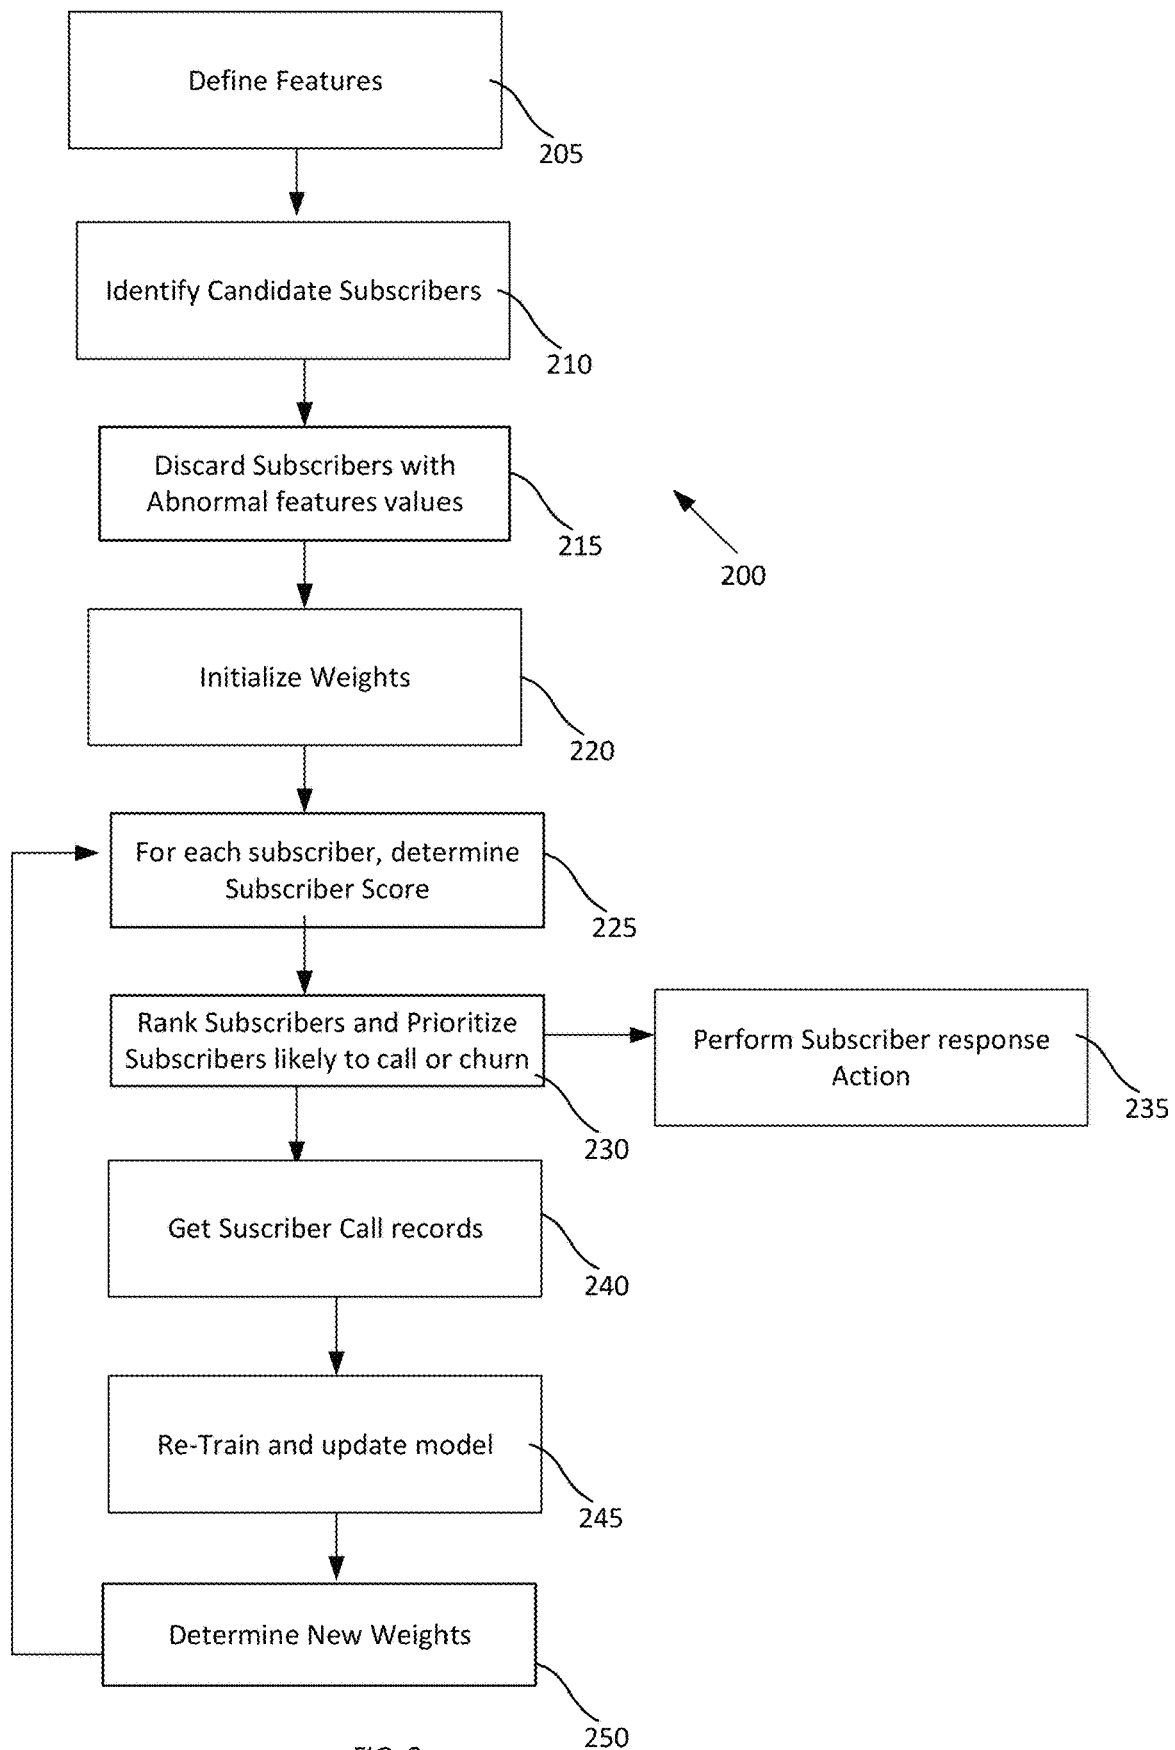 Define Features
205
Identify Candidate Subscribers
210
Discard Subscribers with
Abnormal features values
215
200
Initialize Weights
220
For each subscriber, determine
Subscriber Score
225
Rank Subscribers and Prioritize
Subscribers likely to call or churn
230
Perform Subscriber response
Action
235
Get Suscriber Call records
240
Re-Train and update model
245
Determine New Weights
250